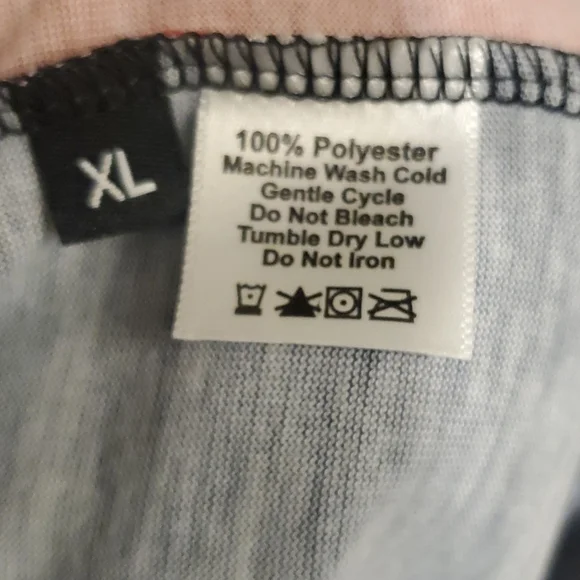 XL
100% Polyester
Machine Wash Cold
Gentle Cycle
Do Not Bleach
Tumble Dry Low
Do Not Iron